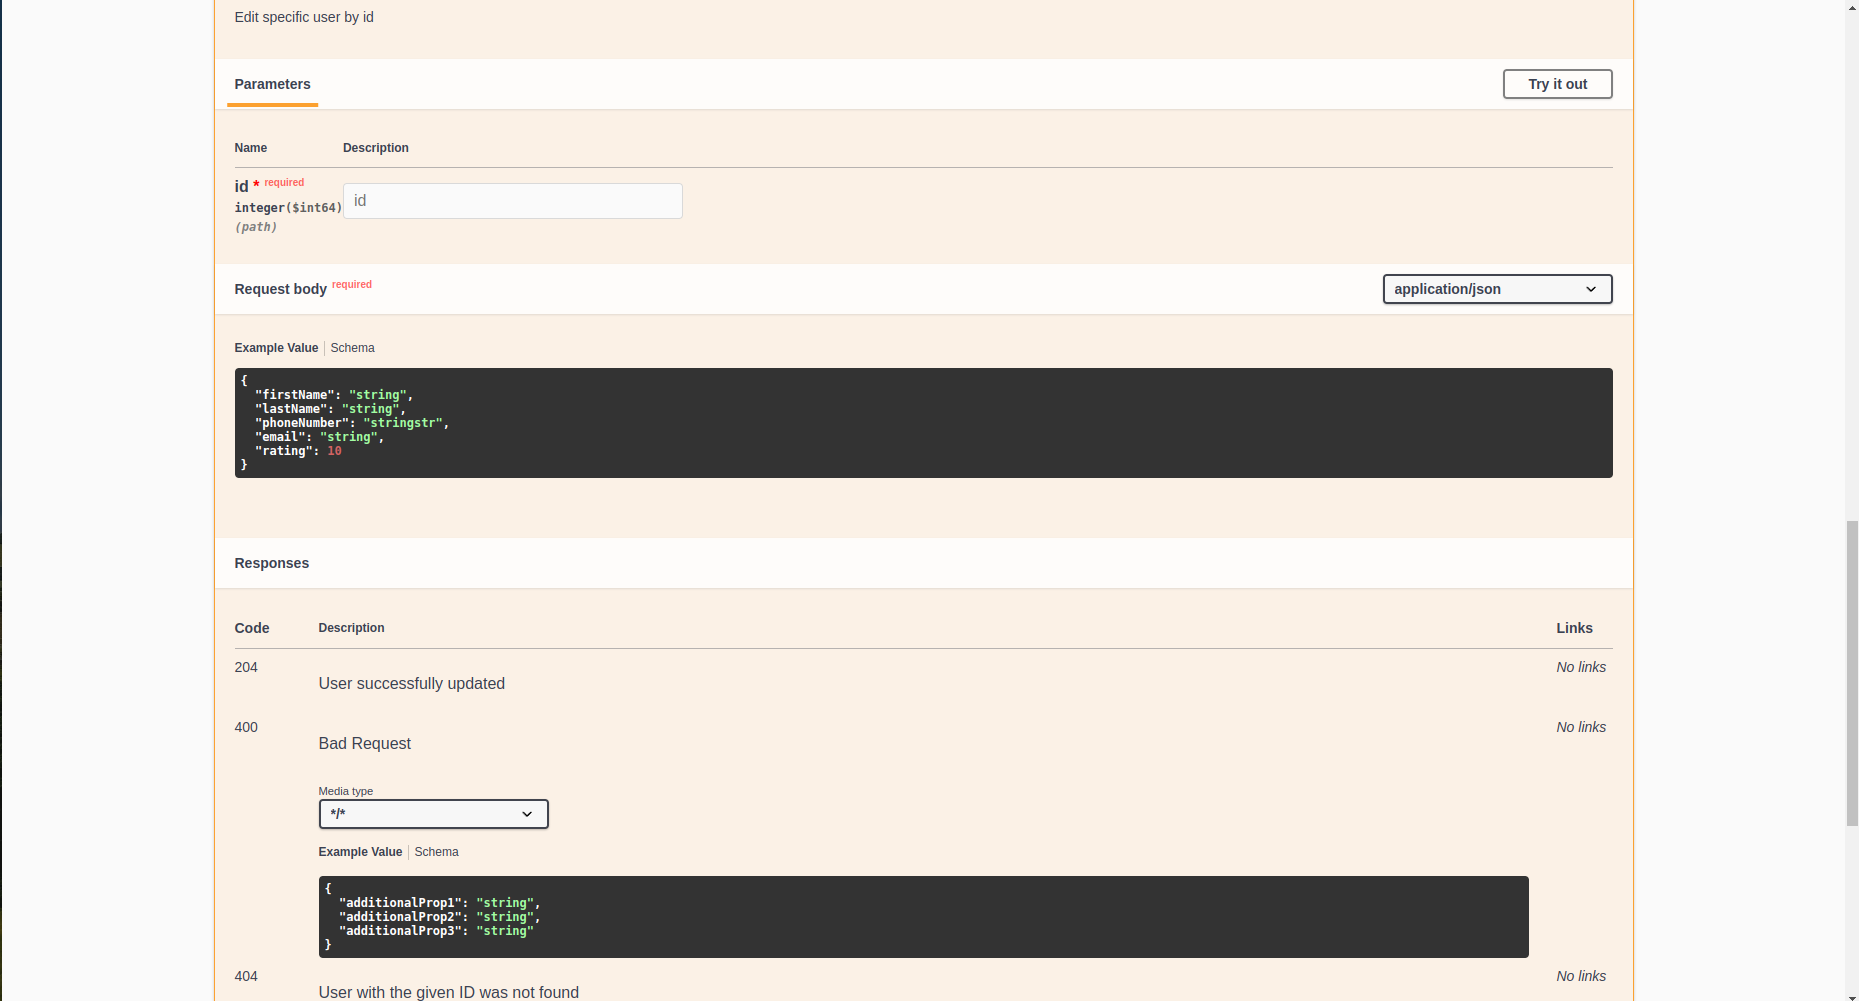 Edit specific user by id
Parameters
Try it out
Name Description
id * required
integer($int64)
(path)
id
Request body required
application/json
Example Value Schema
{
  "firstName": "string",
  "lastName": "string",
  "phoneNumber": "stringstr",
  "email": "string",
  "rating": 10
}
Responses
Code Description Links
204 No links
User successfully updated
400 No links
Bad Request
Media type
*/*
Example Value Schema
{
  "additionalProp1": "string",
  "additionalProp2": "string",
  "additionalProp3": "string"
}
404 No links
User with the given ID was not found